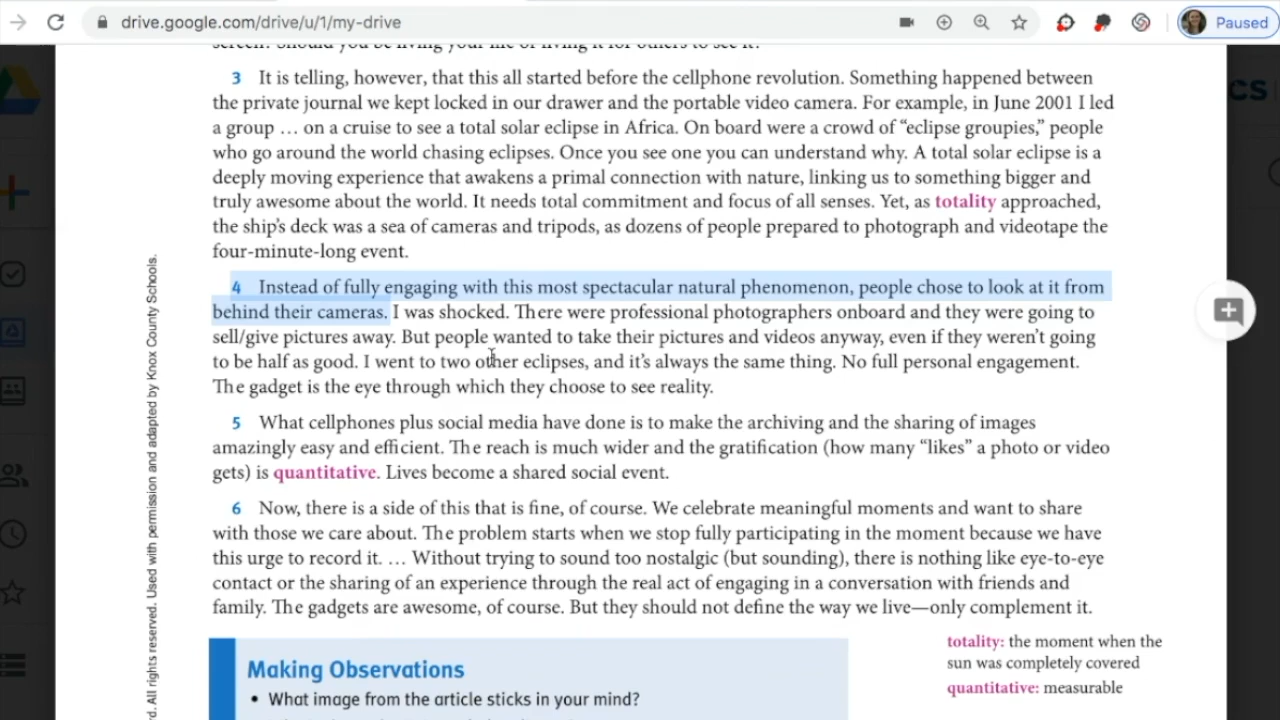 drive.google.com/drive/u/1/my-drive
Paused
screen? Should you be living your life or living it for others to see it?
3 It is telling, however, that this all started before the cellphone revolution. Something happened between
the private journal we kept locked in our drawer and the portable video camera. For example, in June 2001 I led
a group … on a cruise to see a total solar eclipse in Africa. On board were a crowd of “eclipse groupies,” people
who go around the world chasing eclipses. Once you see one you can understand why. A total solar eclipse is a
deeply moving experience that awakens a primal connection with nature, linking us to something bigger and
truly awesome about the world. It needs total commitment and focus of all senses. Yet, as totality approached,
the ship’s deck was a sea of cameras and tripods, as dozens of people prepared to photograph and videotape the
four-minute-long event.
4 Instead of fully engaging with this most spectacular natural phenomenon, people chose to look at it from
behind their cameras. I was shocked. There were professional photographers onboard and they were going to
sell/give pictures away. But people wanted to take their pictures and videos anyway, even if they weren’t going
to be half as good. I went to two other eclipses, and it’s always the same thing. No full personal engagement.
The gadget is the eye through which they choose to see reality.
5 What cellphones plus social media have done is to make the archiving and the sharing of images
amazingly easy and efficient. The reach is much wider and the gratification (how many “likes” a photo or video
gets) is quantitative. Lives become a shared social event.
6 Now, there is a side of this that is fine, of course. We celebrate meaningful moments and want to share
with those we care about. The problem starts when we stop fully participating in the moment because we have
this urge to record it. … Without trying to sound too nostalgic (but sounding), there is nothing like eye-to-eye
contact or the sharing of an experience through the real act of engaging in a conversation with friends and
family. The gadgets are awesome, of course. But they should not define the way we live—only complement it.
Making Observations
• What image from the article sticks in your mind?
totality: the moment when the
sun was completely covered
quantitative: measurable
d. All rights reserved. Used with permission and adapted by Knox County Schools.
cs